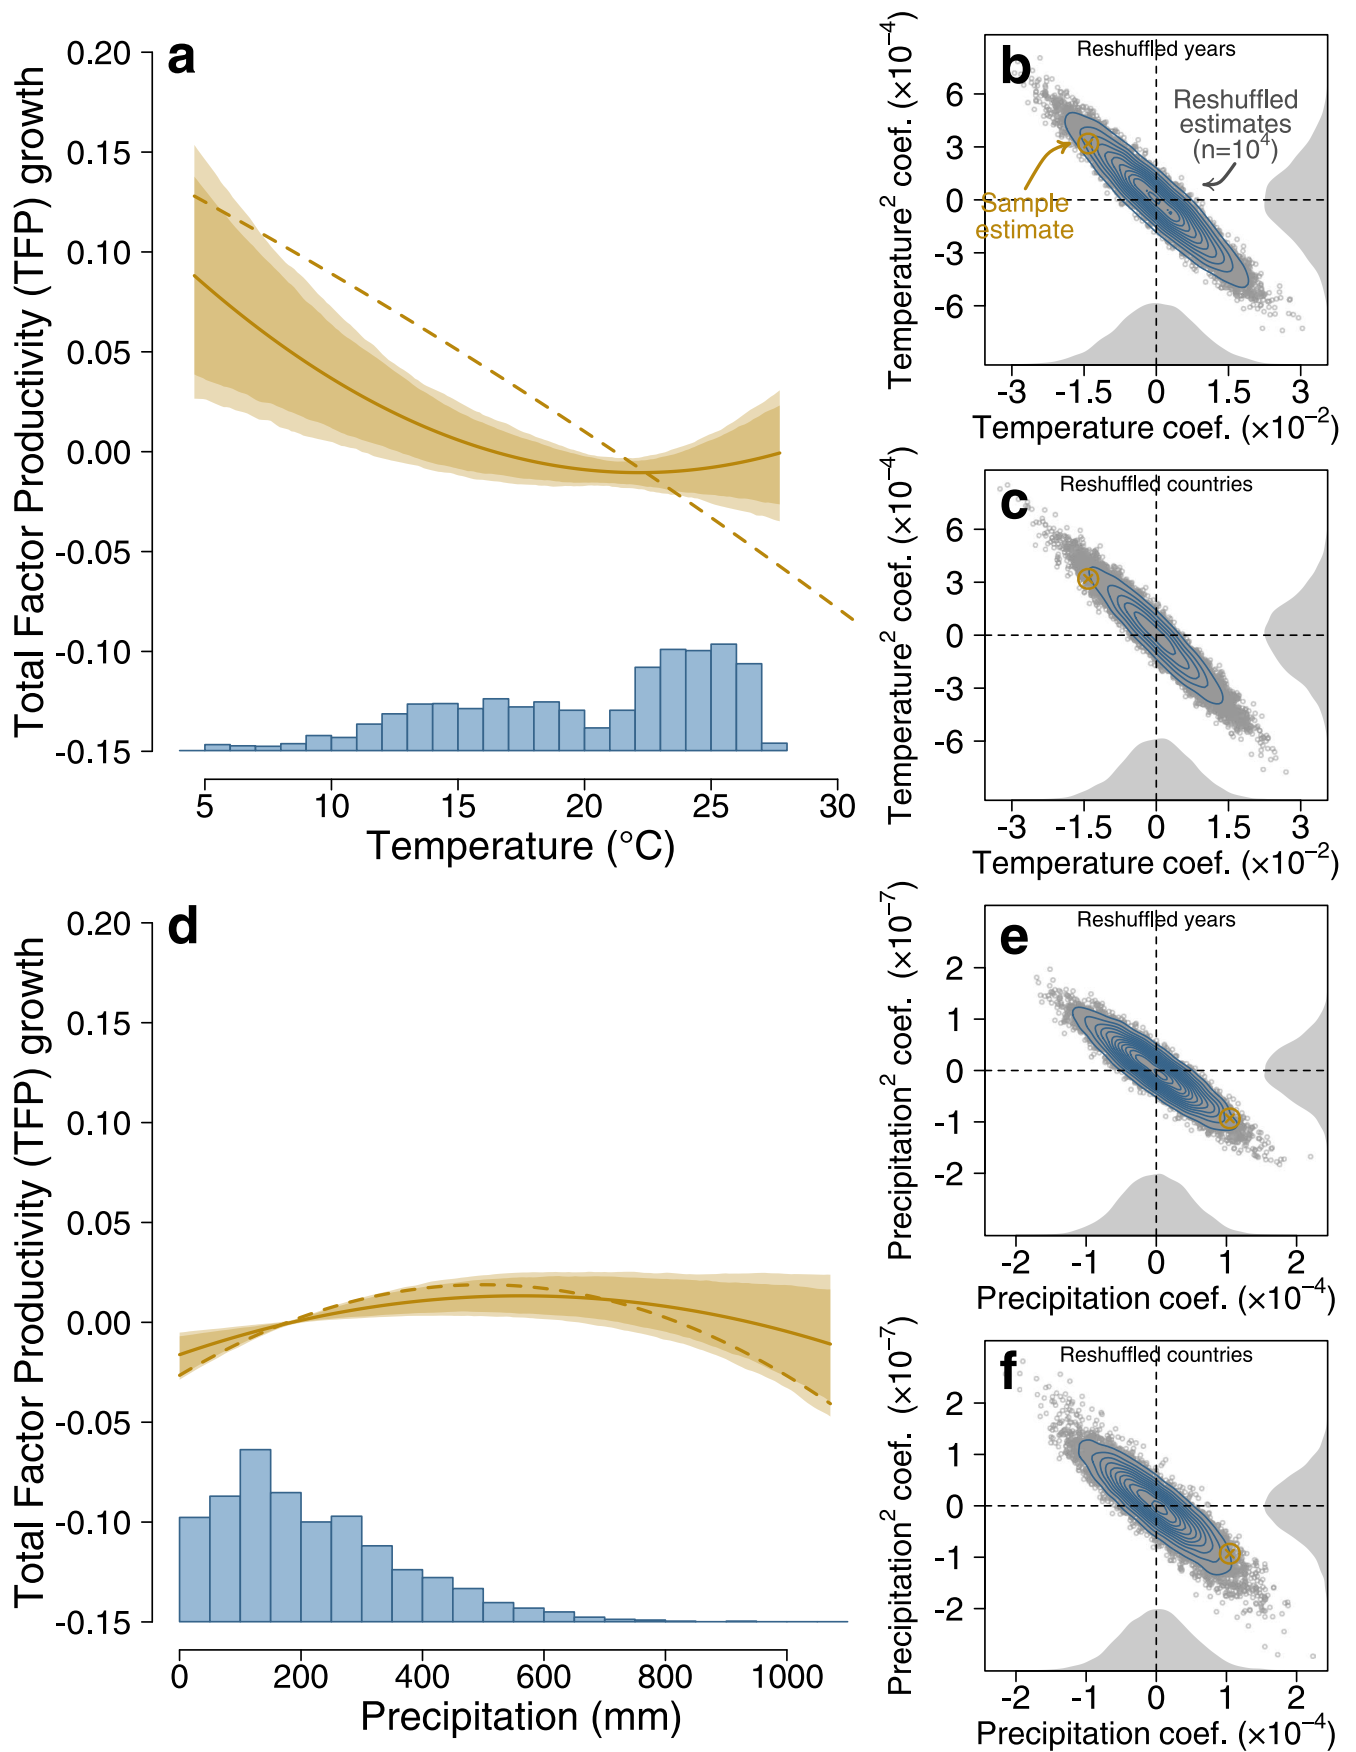 a
Total Factor Productivity (TFP) growth
0.20
0.15
0.10
0.05
0.00
-0.05
-0.10
-0.15
5 10 15 20 25 30
Temperature (°C)
b
Reshuffled years
Reshuffled
estimates
(n=10⁴)
Sample
estimate
Temperature² coef. (×10⁻⁴)
6
3
0
-3
-6
-3 -1.5 0 1.5 3
Temperature coef. (×10⁻²)
c
Reshuffled countries
Temperature² coef. (×10⁻⁴)
6
3
0
-3
-6
-3 -1.5 0 1.5 3
Temperature coef. (×10⁻²)
d
Total Factor Productivity (TFP) growth
0.20
0.15
0.10
0.05
0.00
-0.05
-0.10
-0.15
0 200 400 600 800 1000
Precipitation (mm)
e
Reshuffled years
Precipitation² coef. (×10⁻⁷)
2
1
0
-1
-2
-2 -1 0 1 2
Precipitation coef. (×10⁻⁴)
f
Reshuffled countries
Precipitation² coef. (×10⁻⁷)
2
1
0
-1
-2
-2 -1 0 1 2
Precipitation coef. (×10⁻⁴)